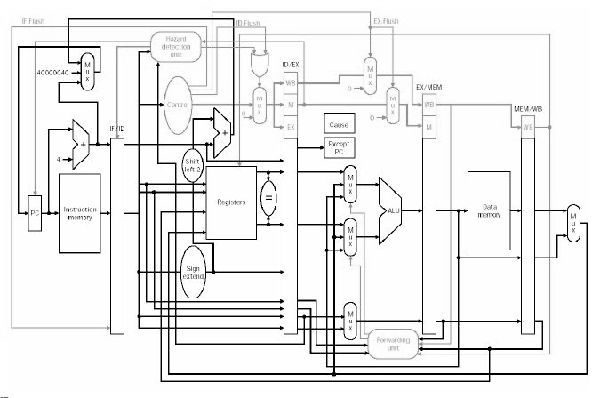 IF.Flush
ID.Flush
EX.Flush
Hazard
detection
unit
M
u
x
ID/EX
M
u
x
EX/MEM
Control
M
u
x
0
WB
M
EX
0
M
u
x
0
WB
M
MEM/WB
WB
IF/ID
+
Cause
Except
PC
4
+
Shift
left 2
PC
Instruction
memory
Registers
=
M
u
x
M
u
x
ALU
Data
memory
M
u
x
Sign
extend
M
u
x
Forwarding
unit